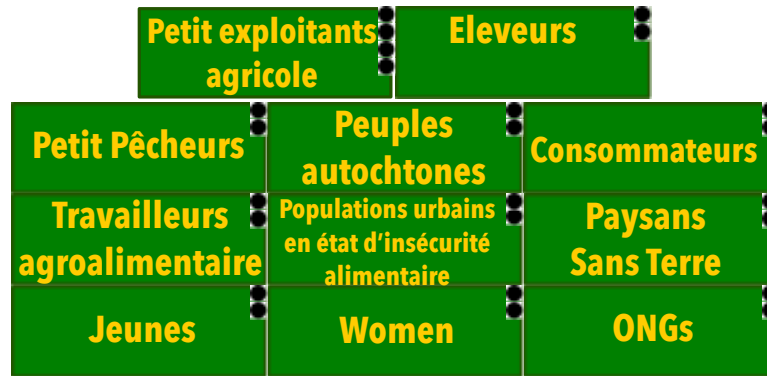 Petit exploitants
agricole
Eleveurs
Petit Pêcheurs
Peuples
autochtones
Consommateurs
Travailleurs
agroalimentaire
Populations urbains
en état d’insécurité
alimentaire
Paysans
Sans Terre
Jeunes
Women
ONGs